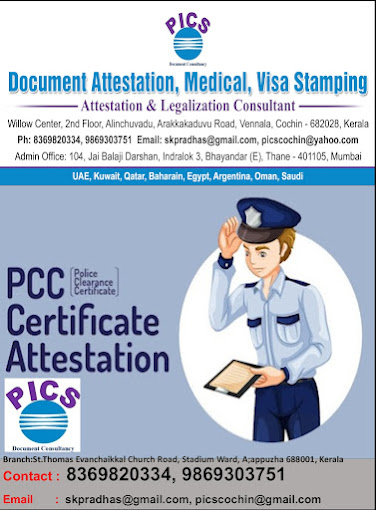 PICS
Document Consultancy
Document Attestation, Medical, Visa Stamping
Attestation & Legalization Consultant
Willow Center, 2nd Floor, Alinchuvadu, Arakkakaduvu Road, Vennala, Cochin - 682028, Kerala
Ph: 8369820334, 9869303751 Email: skpradhas@gmail.com, picscochin@yahoo.com
Admin Office: 104, Jai Balaji Darshan, Indralok 3, Bhayandar (E), Thane - 401105, Mumbai
UAE, Kuwait, Qatar, Baharain, Egypt, Argentina, Oman, Saudi
PCC (Police Clearance Certificate)
Certificate
Attestation
PICS
Document Consultancy
Branch:St.Thomas Evanchaikkal Church Road, Stadium Ward, A;appuzha 688001, Kerala
Contact : 8369820334, 9869303751
Email : skpradhas@gmail.com, picscochin@gmail.com